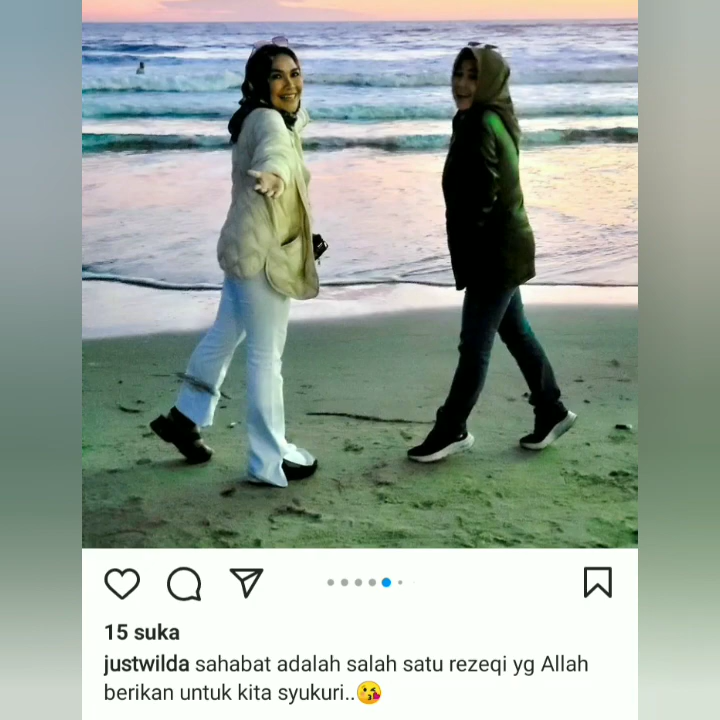 15 suka
justwilda sahabat adalah salah satu rezeqi yg Allah
berikan untuk kita syukuri..😘